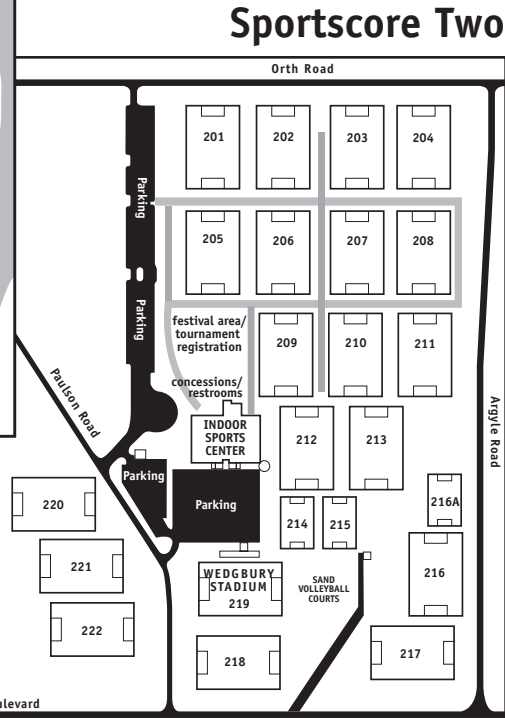 Sportscore Two
Orth Road
201
202
203
204
Parking
205
206
207
208
Parking
festival area/
tournament
registration
209
210
211
concessions/
restrooms
Paulson Road
Argyle Road
INDOOR
SPORTS
CENTER
212
213
Parking
Parking
220
214
215
216A
221
WEDGBURY
STADIUM
219
SAND
VOLLEYBALL
COURTS
216
222
218
217
ulevard